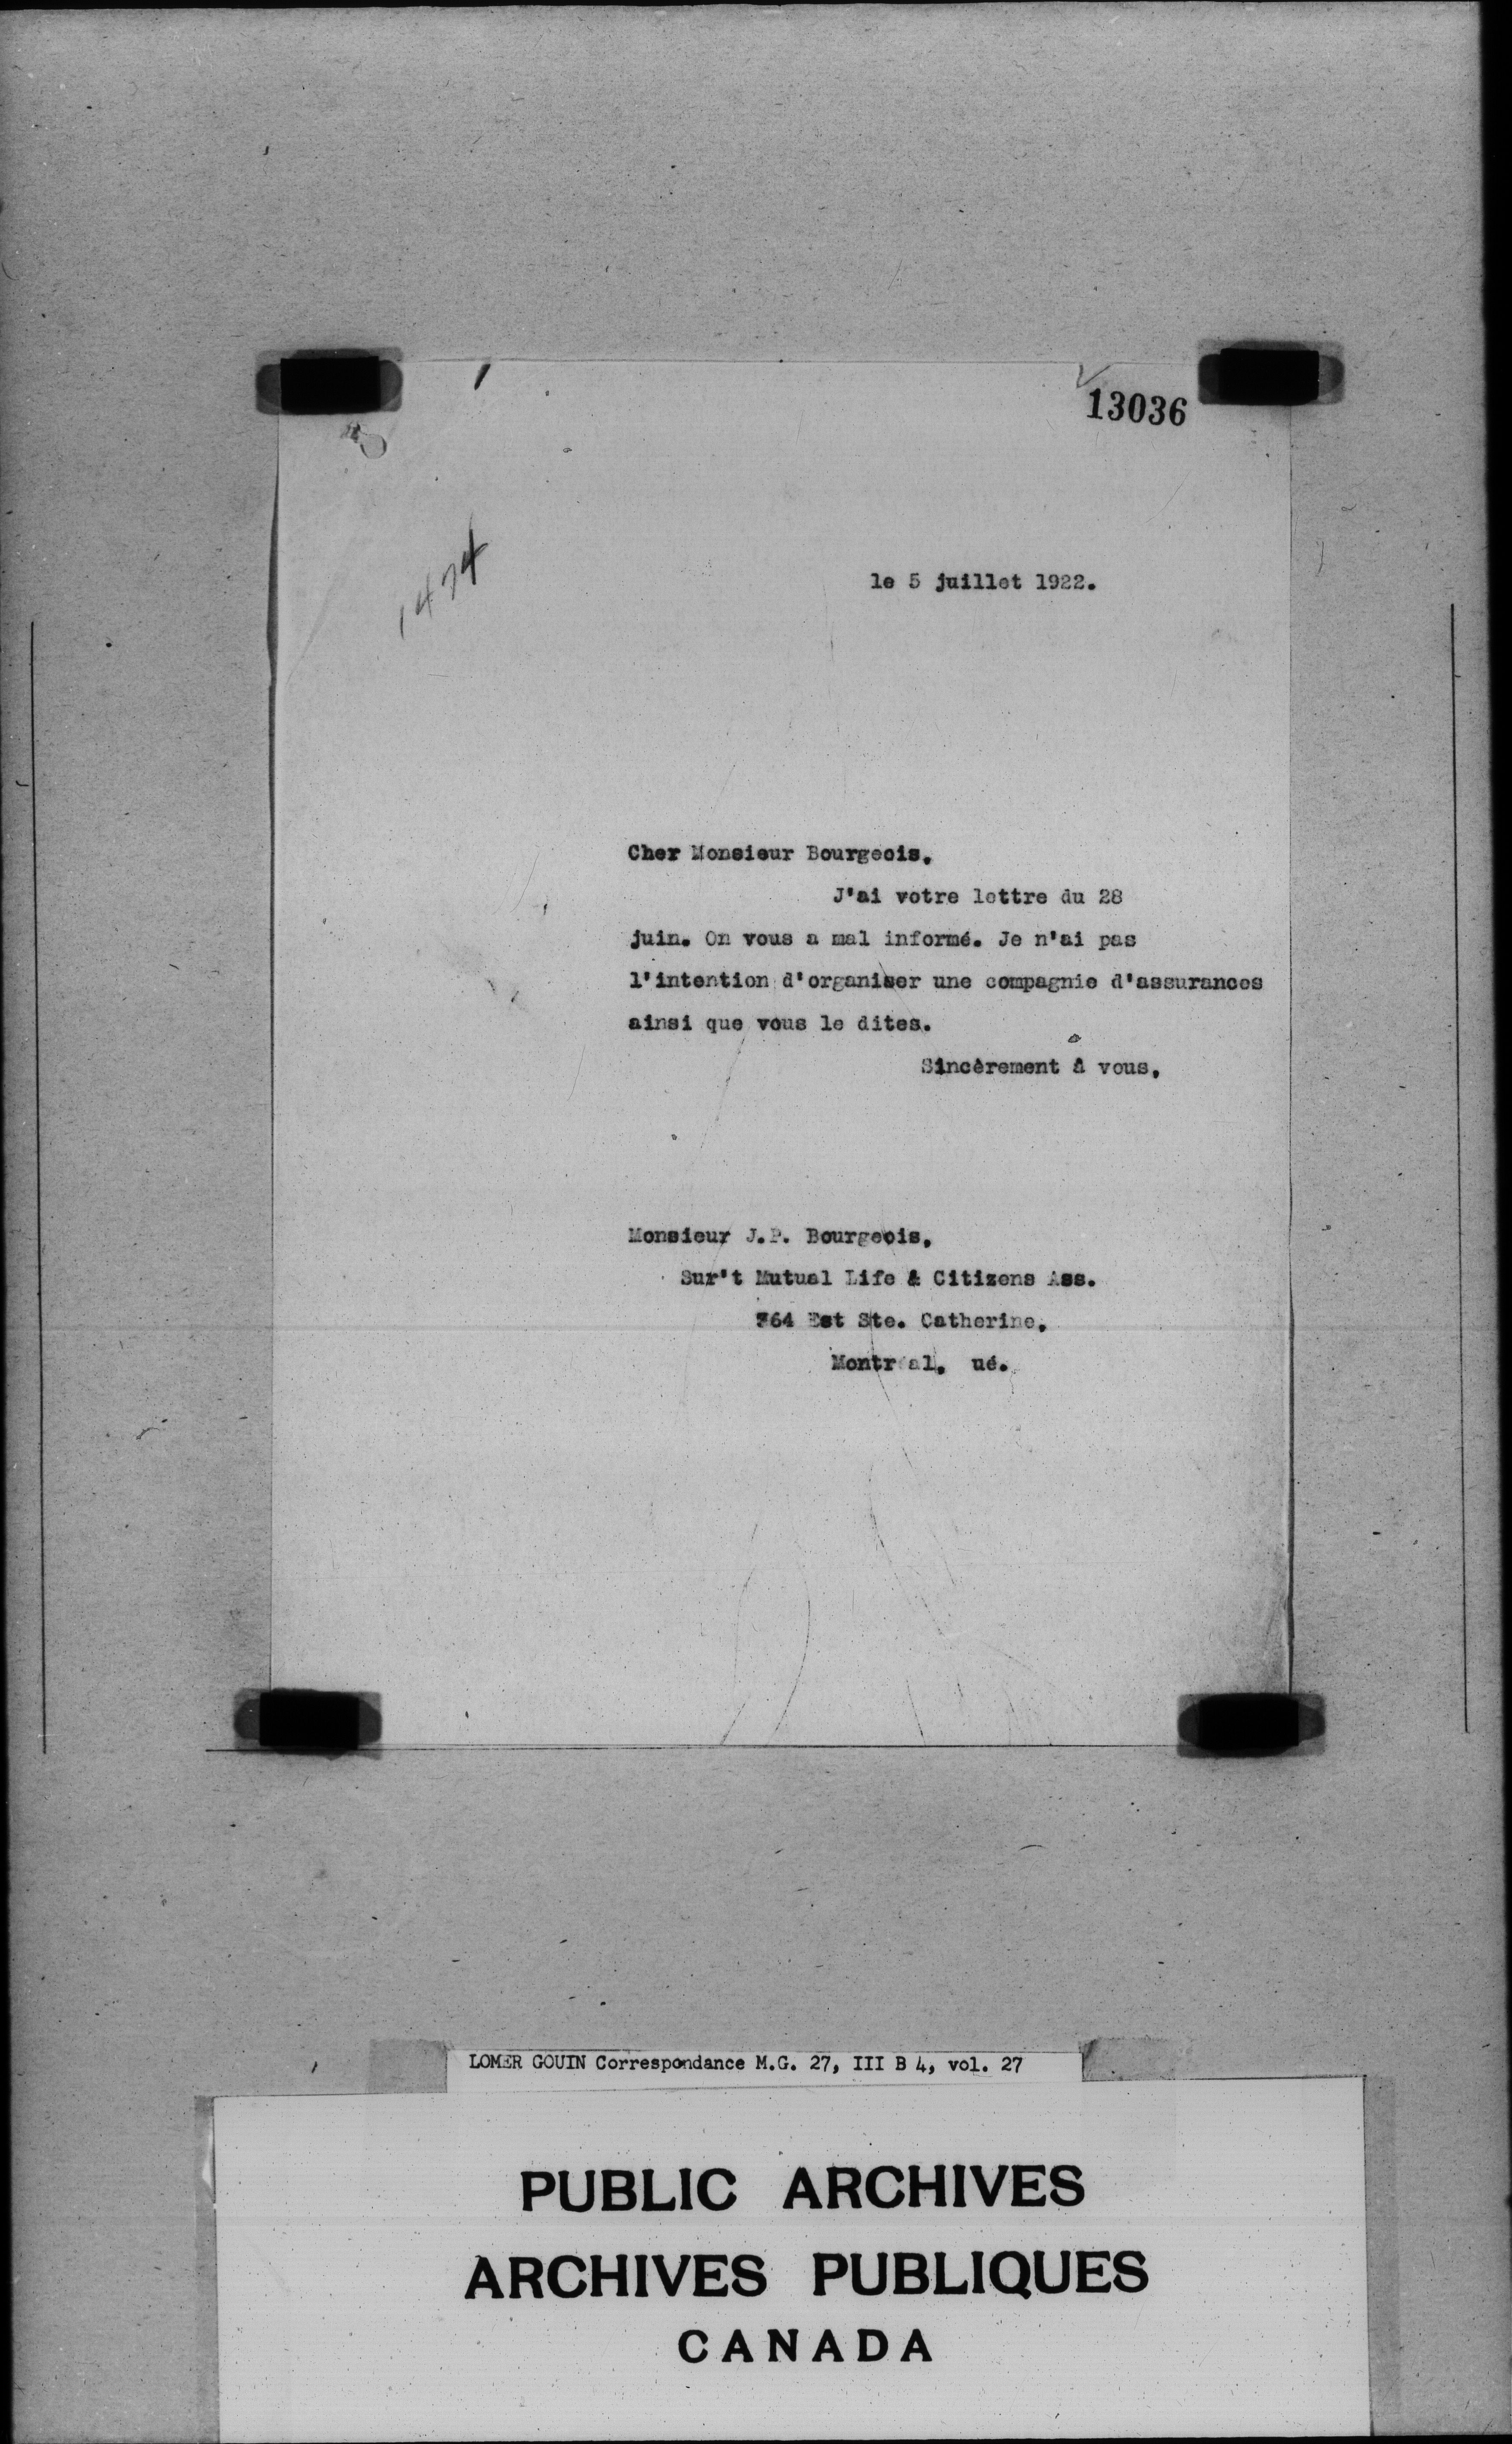 13036
1474
le 5 juillet 1922.
Cher Monsieur Bourgeois,
J'ai votre lettre du 28
juin. On vous a mal informé. Je n'ai pas
l'intention d'organiser une compagnie d'assurances
ainsi que vous le dites.
Sincèrement à vous,
Monsieur J.P. Bourgeois,
Sur't Mutual Life & Citizens Ass.
764 Est Ste. Catherine,
Montréal, ué.
LOMER GOUIN Correspondance M.G. 27, III B 4, vol. 27
PUBLIC ARCHIVES
ARCHIVES PUBLIQUES
CANADA